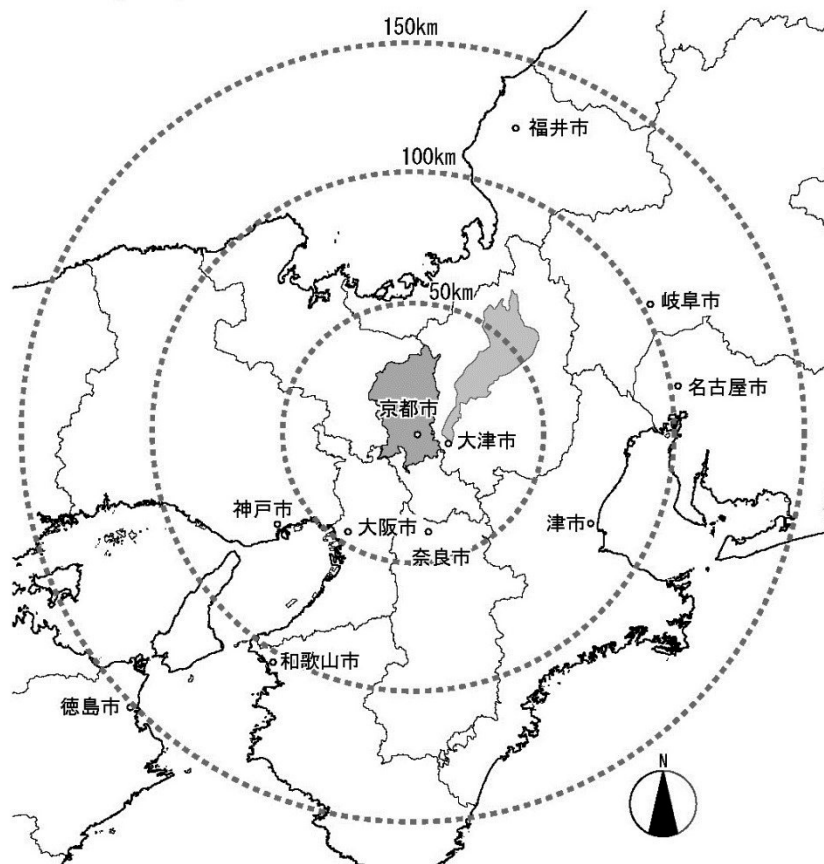 150km
福井市
100km
岐阜市
50km
名古屋市
京都市
大津市
神戸市
大阪市
津市
奈良市
和歌山市
徳島市
N